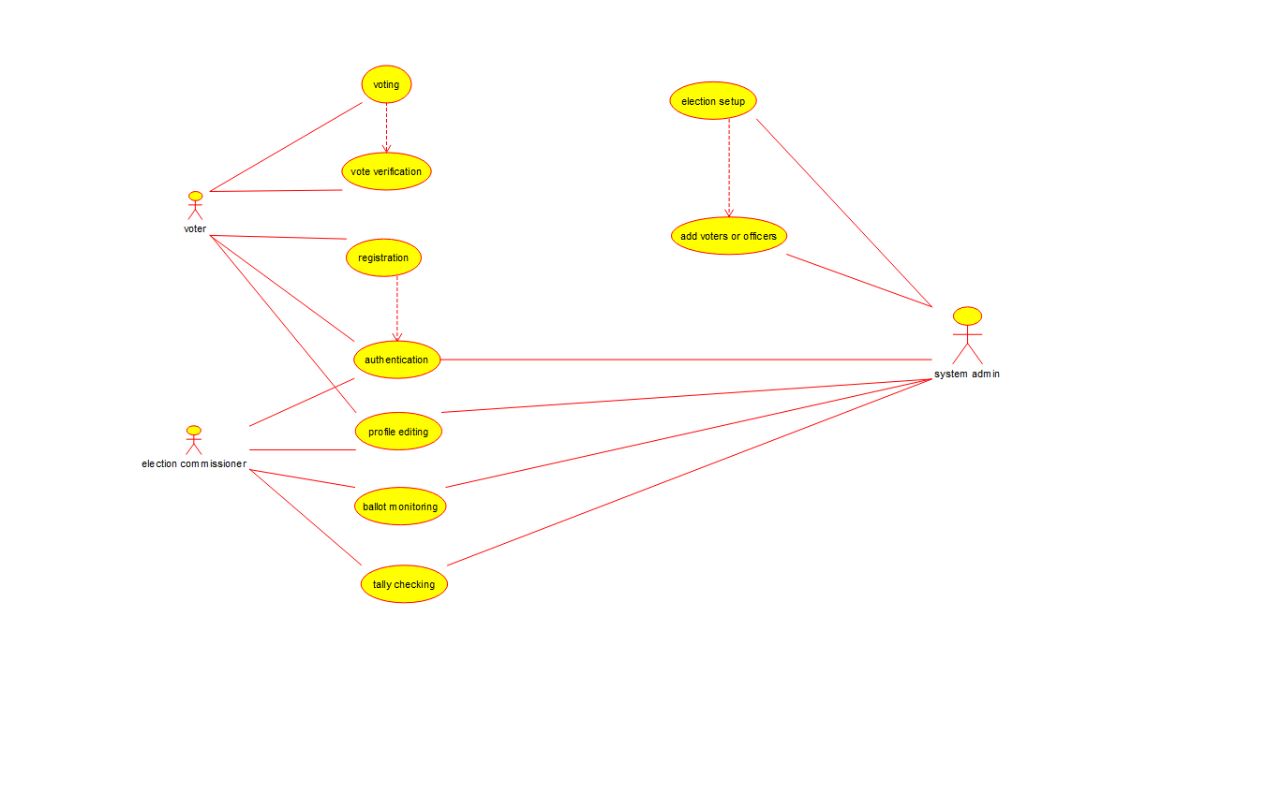 voting
election setup
vote verification
voter
add voters or officers
registration
authentication
system admin
profile editing
election commissioner
ballot monitoring
tally checking